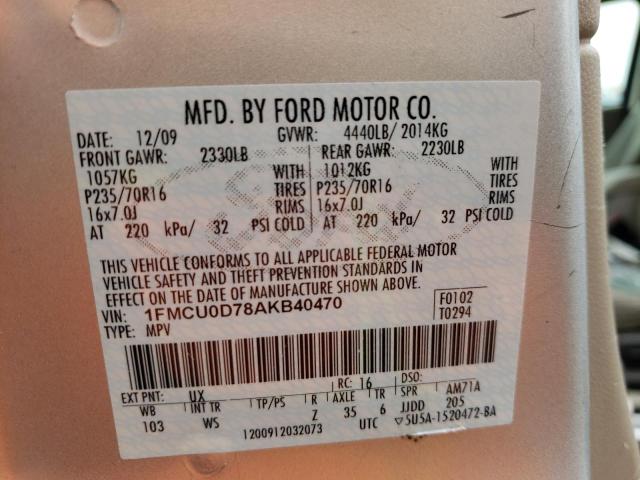 MFD. BY FORD MOTOR CO.
DATE: 12/09 GVWR: 4440LB/ 2014KG
FRONT GAWR: 2330LB REAR GAWR: 2230LB
1057KG WITH 1012KG WITH
P235/70R16 TIRES P235/70R16 TIRES
16x7.0J RIMS 16x7.0J RIMS
AT 220 kPa/ 32 PSI COLD AT 220 kPa/ 32 PSI COLD
THIS VEHICLE CONFORMS TO ALL APPLICABLE FEDERAL MOTOR
VEHICLE SAFETY AND THEFT PREVENTION STANDARDS IN
EFFECT ON THE DATE OF MANUFACTURE SHOWN ABOVE.
VIN: 1FMCU0D78AKB40470 F0102
TYPE: MPV T0294
EXT PNT: UX RC: 16 DSO:
WB INT TR TP/PS R AXLE TR SPR AM71A
103 WS Z 35 6 JJDD 205
1200912032073 UTC ▽5U5A-1520472-BA